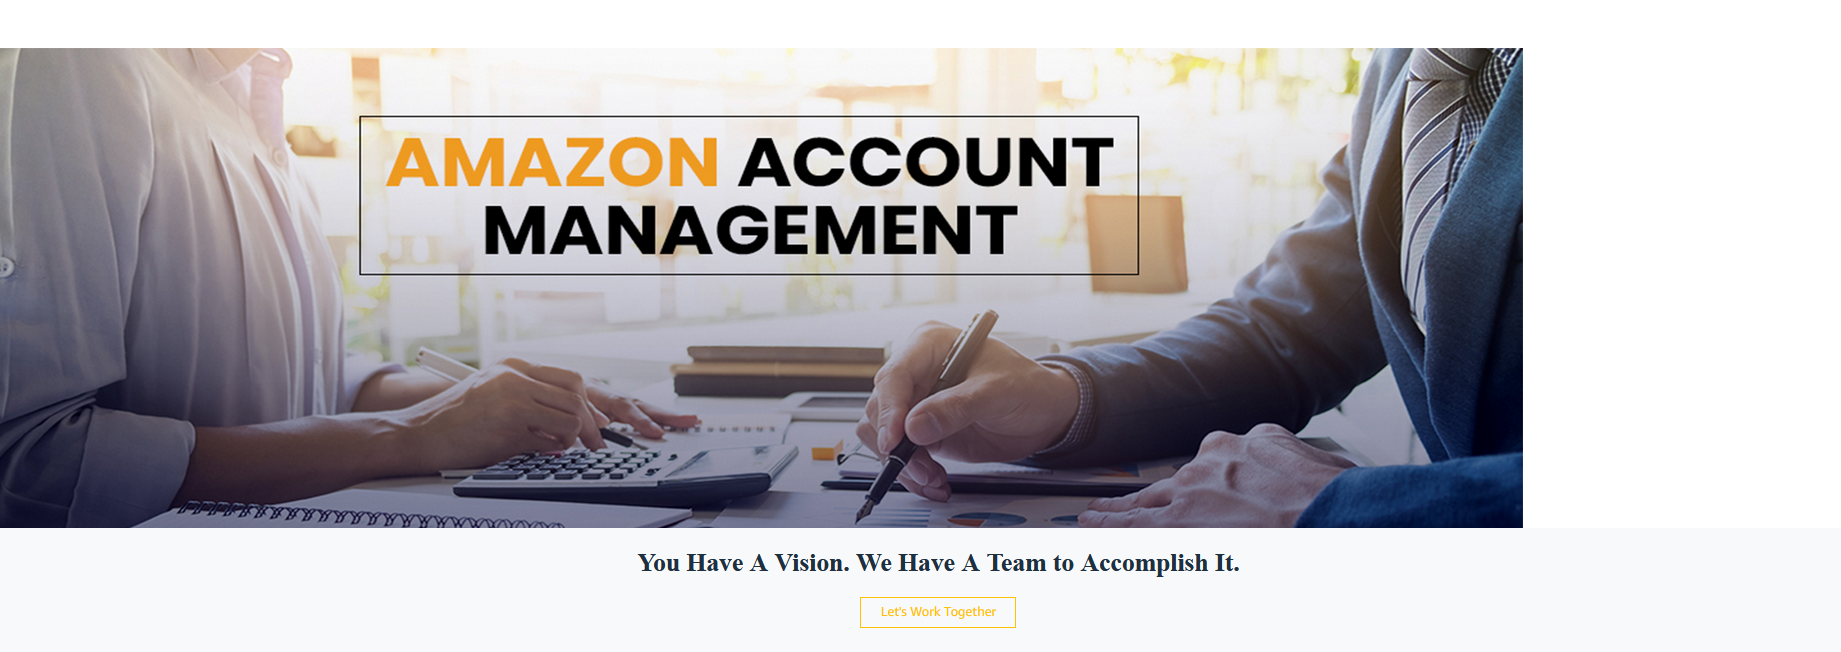 AMAZON ACCOUNT
MANAGEMENT
You Have A Vision. We Have A Team to Accomplish It.
Let's Work Together